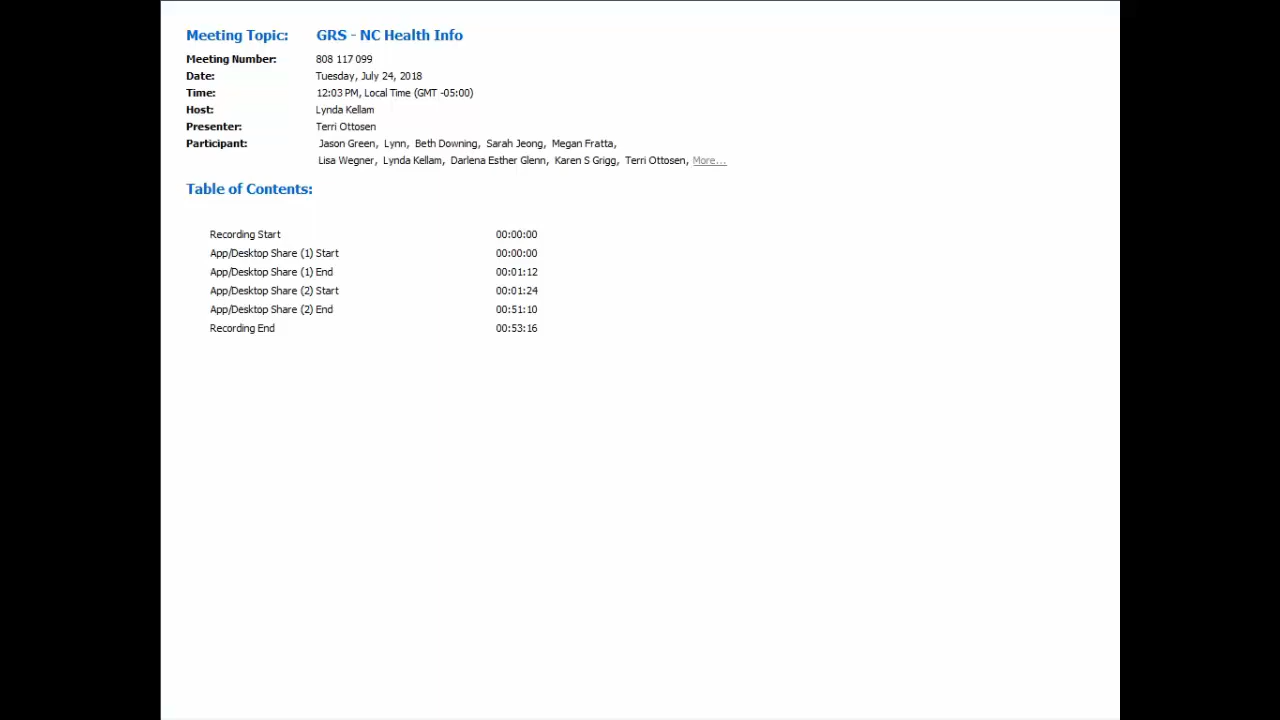 Meeting Topic: GRS - NC Health Info
Meeting Number: 808 117 099
Date: Tuesday, July 24, 2018
Time: 12:03 PM, Local Time (GMT -05:00)
Host: Lynda Kellam
Presenter: Terri Ottosen
Participant: Jason Green, Lynn, Beth Downing, Sarah Jeong, Megan Fratta,
Lisa Wegner, Lynda Kellam, Darlena Esther Glenn, Karen S Grigg, Terri Ottosen, More...
Table of Contents:
Recording Start 00:00:00
App/Desktop Share (1) Start 00:00:00
App/Desktop Share (1) End 00:01:12
App/Desktop Share (2) Start 00:01:24
App/Desktop Share (2) End 00:51:10
Recording End 00:53:16